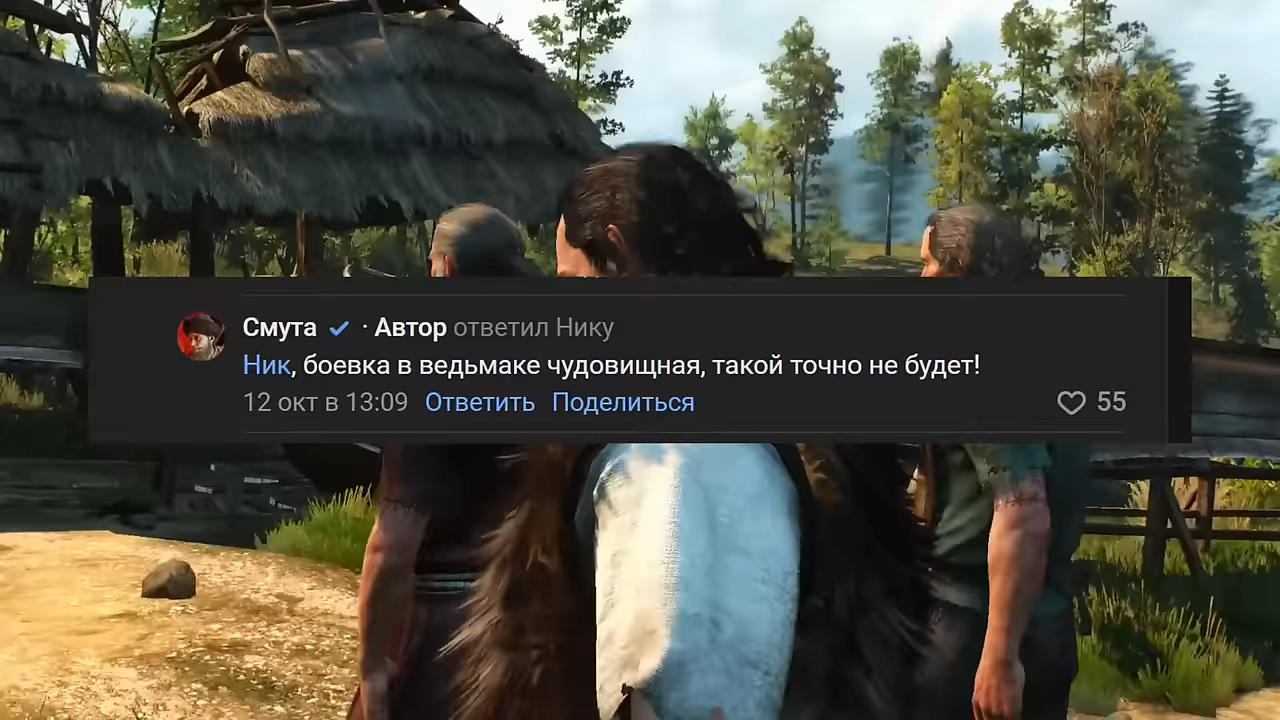 Смута · Автор ответил Нику
Ник, боевка в ведьмаке чудовищная, такой точно не будет!
12 окт в 13:09 Ответить Поделиться 55